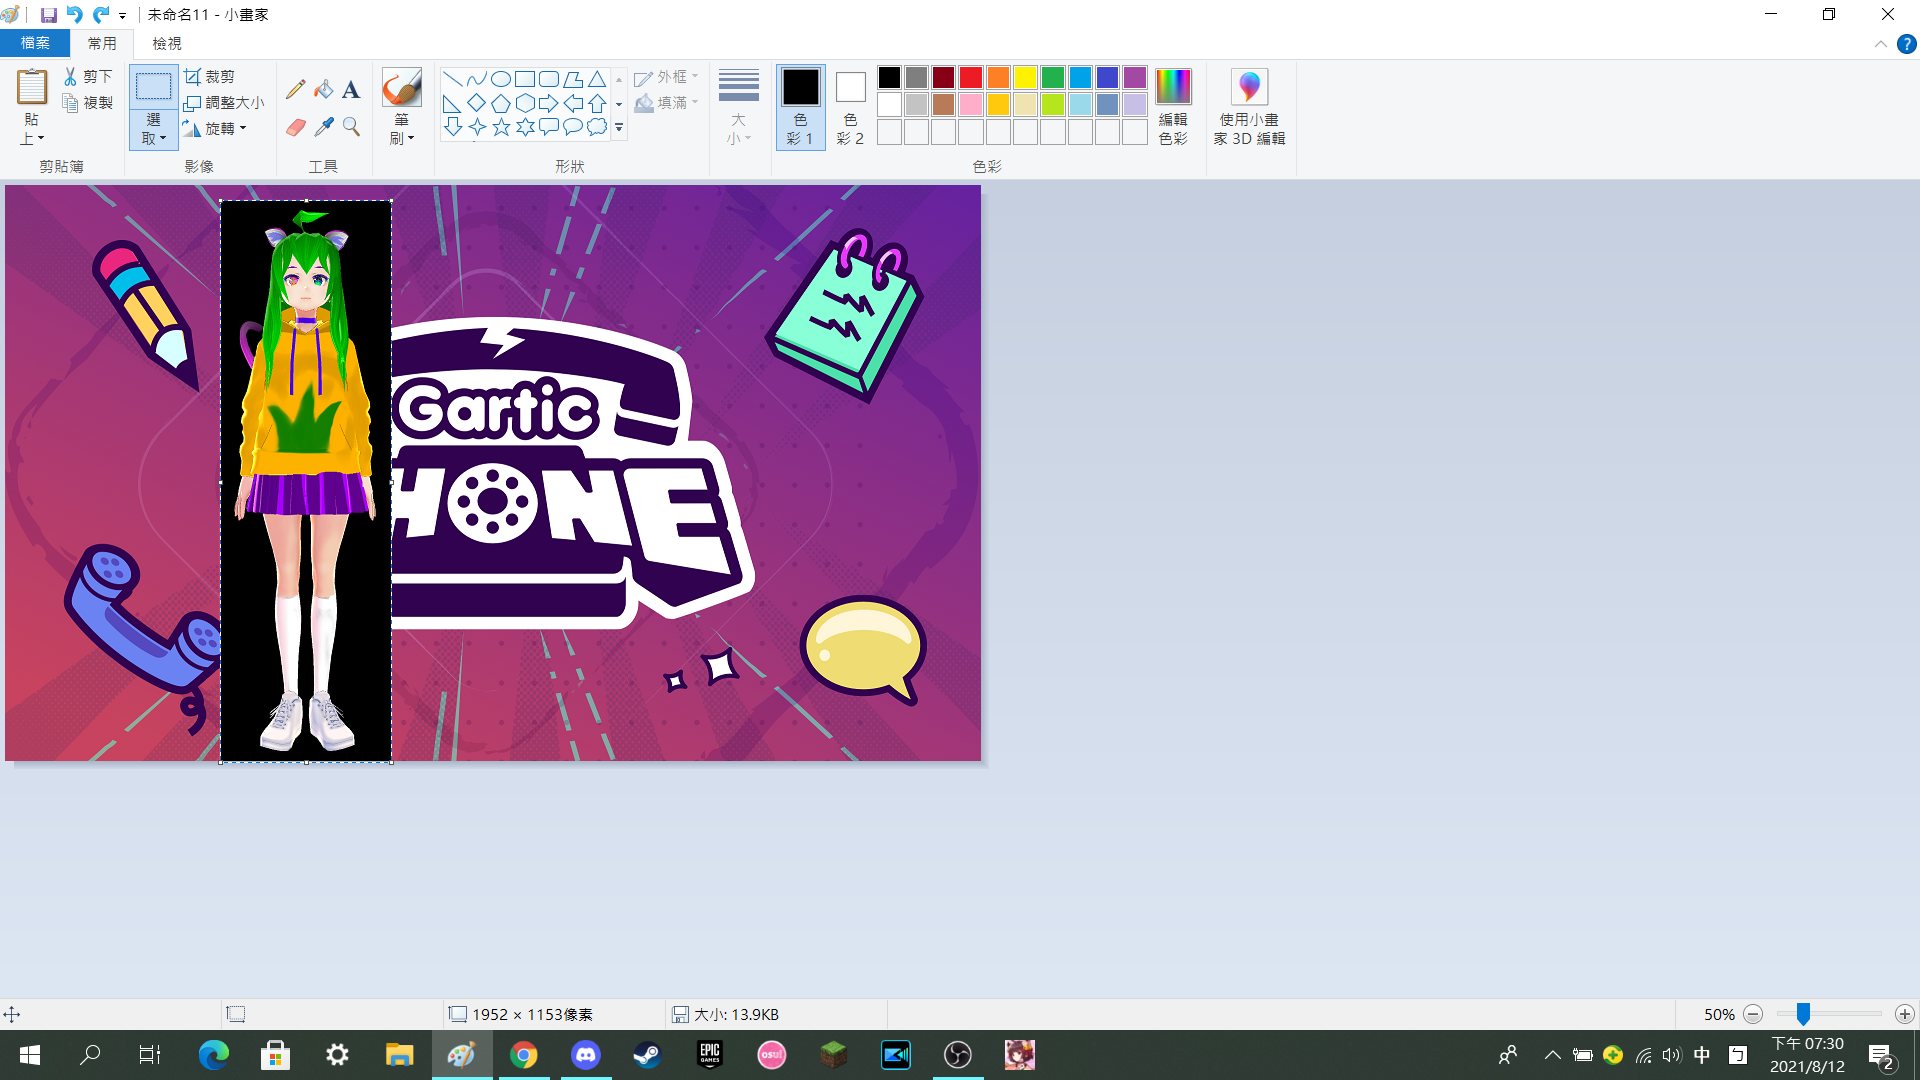 未命名11 - 小畫家
檔案 常用 檢視
貼上 剪下 複製 剪貼簿
選取 裁剪 調整大小 旋轉 影像
A
工具
筆刷
外框 填滿 形狀
大小
色彩 1 色彩 2 編輯色彩 色彩
使用小畫家 3D 編輯
Gartic
HONE
1952 × 1153像素 大小: 13.9KB 50%
EPIC GAMES
osu!
中
下午 07:30
2021/8/12
2